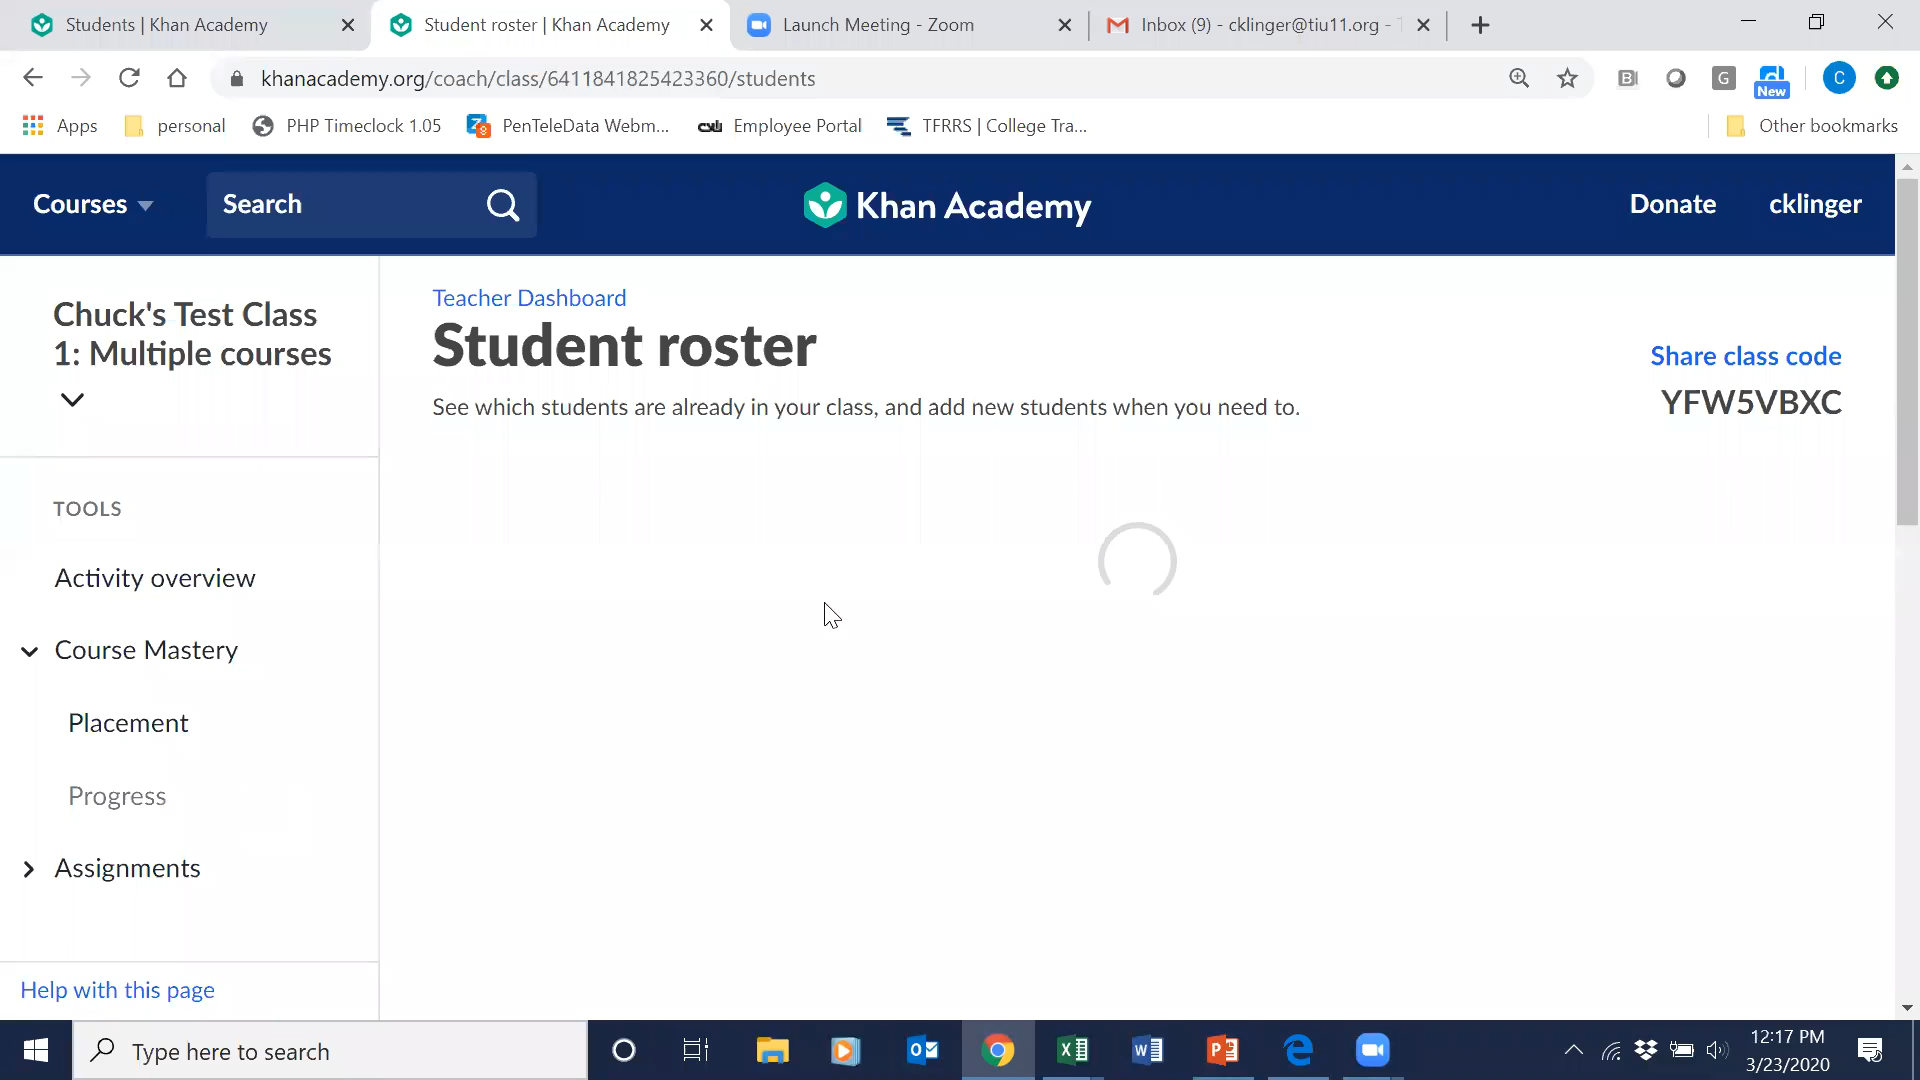 Students | Khan Academy
Student roster | Khan Academy
Launch Meeting - Zoom
Inbox (9) - cklinger@tiu11.org -
khanacademy.org/coach/class/6411841825423360/students
G
New
C
Apps
personal
PHP Timeclock 1.05
PenTeleData Webm...
Employee Portal
TFRRS | College Tra...
Other bookmarks
Courses
Search
Khan Academy
Donate
cklinger
Chuck's Test Class
1: Multiple courses
Teacher Dashboard
Student roster
See which students are already in your class, and add new students when you need to.
Share class code
YFW5VBXC
TOOLS
Activity overview
Course Mastery
Placement
Progress
Assignments
Help with this page
Type here to search
12:17 PM
3/23/2020